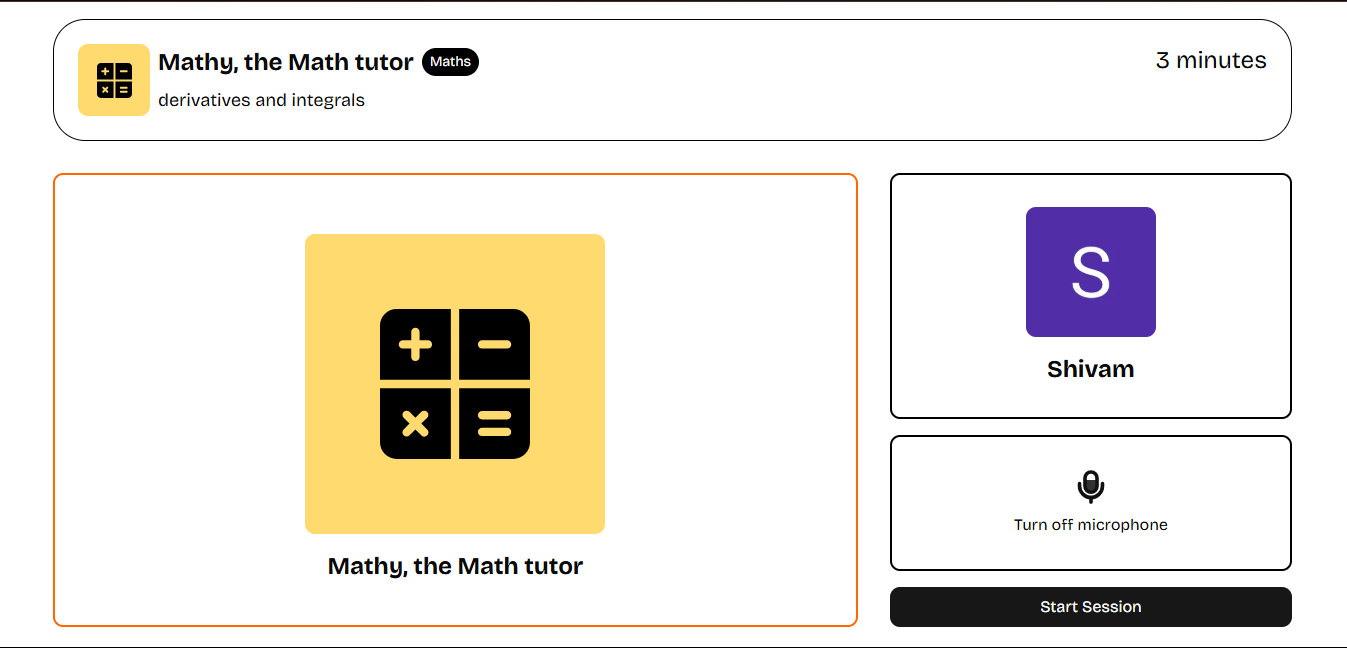 Mathy, the Math tutor Maths
3 minutes
derivatives and integrals
Mathy, the Math tutor
S
Shivam
Turn off microphone
Start Session